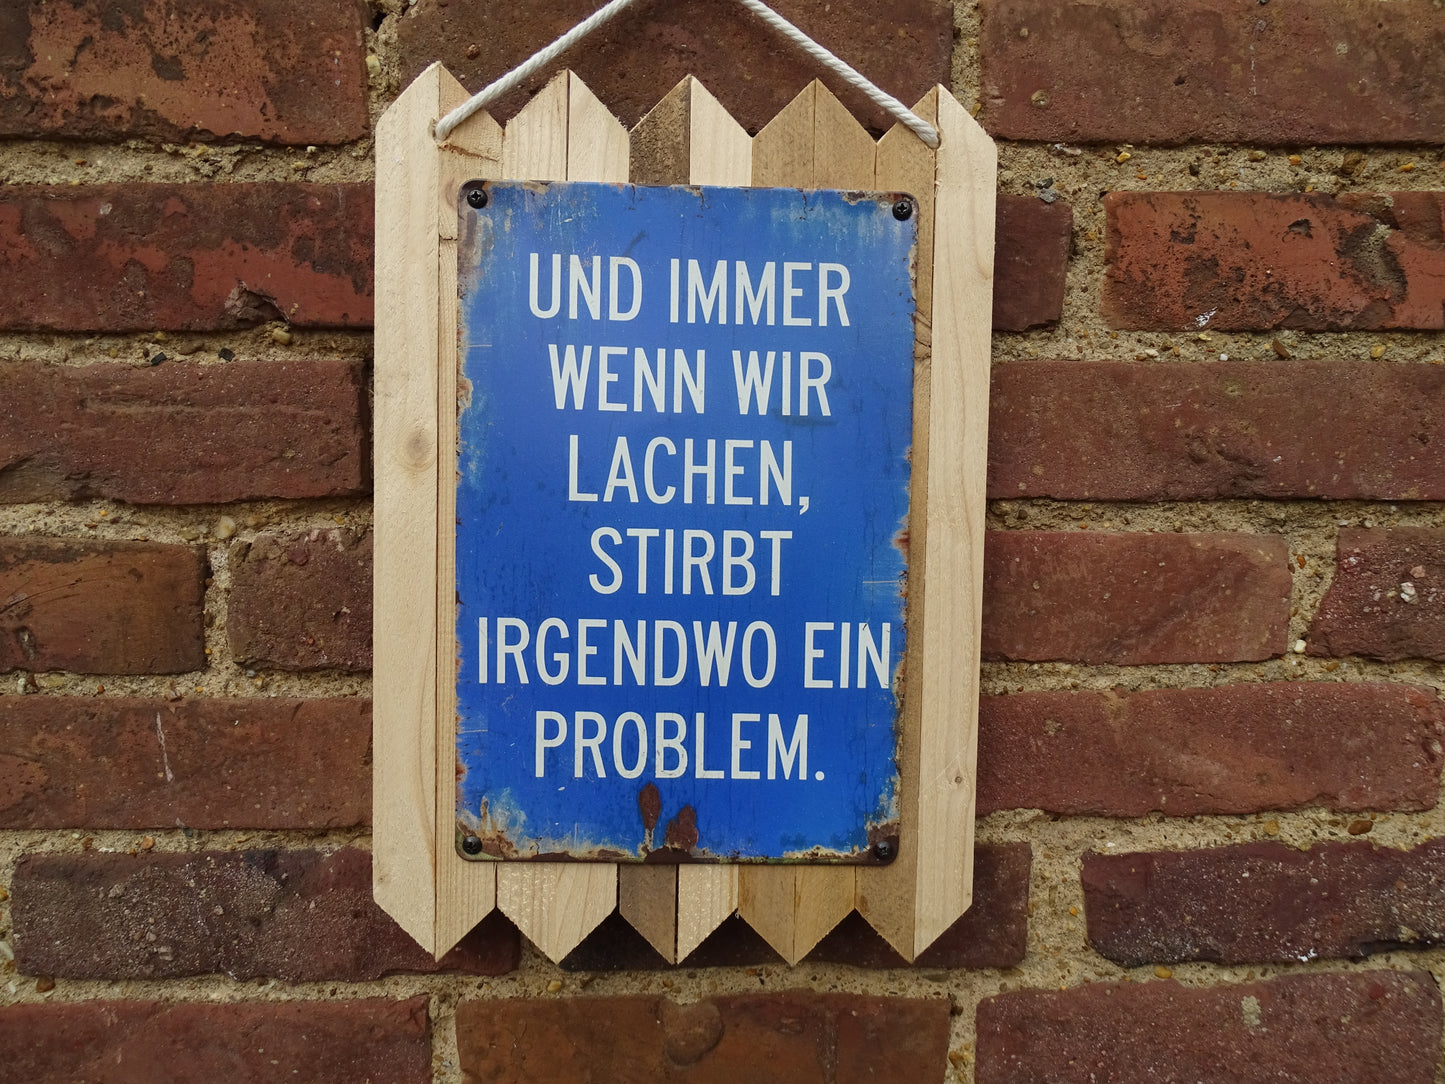 UND IMMER
WENN WIR
LACHEN,
STIRBT
IRGENDWO EIN
PROBLEM.